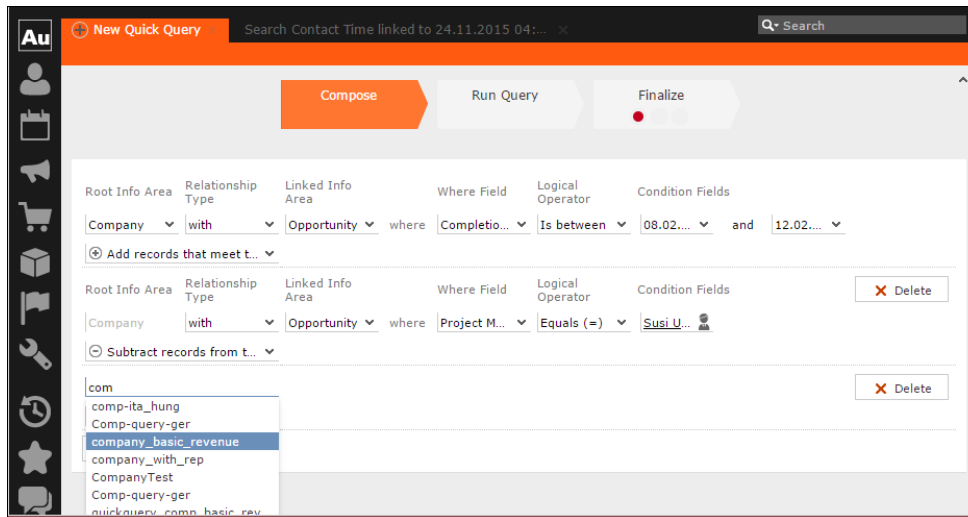 Au
New Quick Query
Search Contact Time linked to 24.11.2015 04:...
Search
Compose
Run Query
Finalize
Root Info Area Relationship Type Linked Info Area Where Field Logical Operator Condition Fields
Company with Opportunity where Completio... Is between 08.02.... and 12.02....
Add records that meet t...
Root Info Area Relationship Type Linked Info Area Where Field Logical Operator Condition Fields
Delete
Company with Opportunity where Project M... Equals (=) Susi U...
Subtract records from t...
com
Delete
comp-ita_hung
Comp-query-ger
company_basic_revenue
company_with_rep
CompanyTest
Comp-query-ger
quickquery_comp_basic_rev